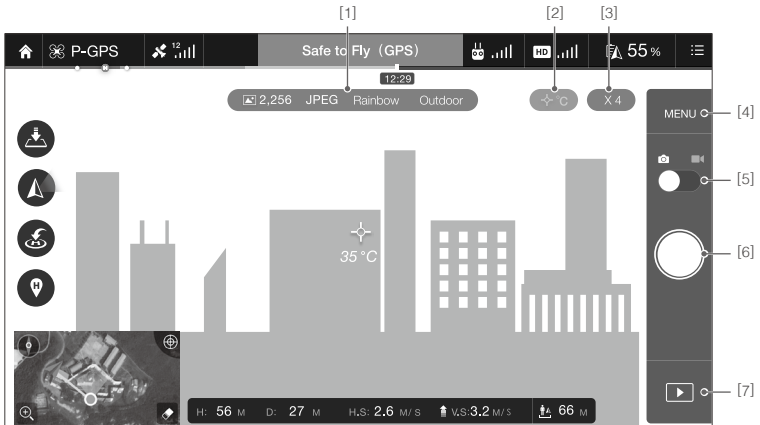 [1] [2] [3]
P-GPS 12 Safe to Fly (GPS) HD 55 %
H
12:29
2,256 JPEG Rainbow Outdoor °C X 4
MENU [4]
[5]
35 °C
[6]
H
H
[7]
H: 56 M D: 27 M H.S: 2.6 M/S V.S: 3.2 M/S 66 M